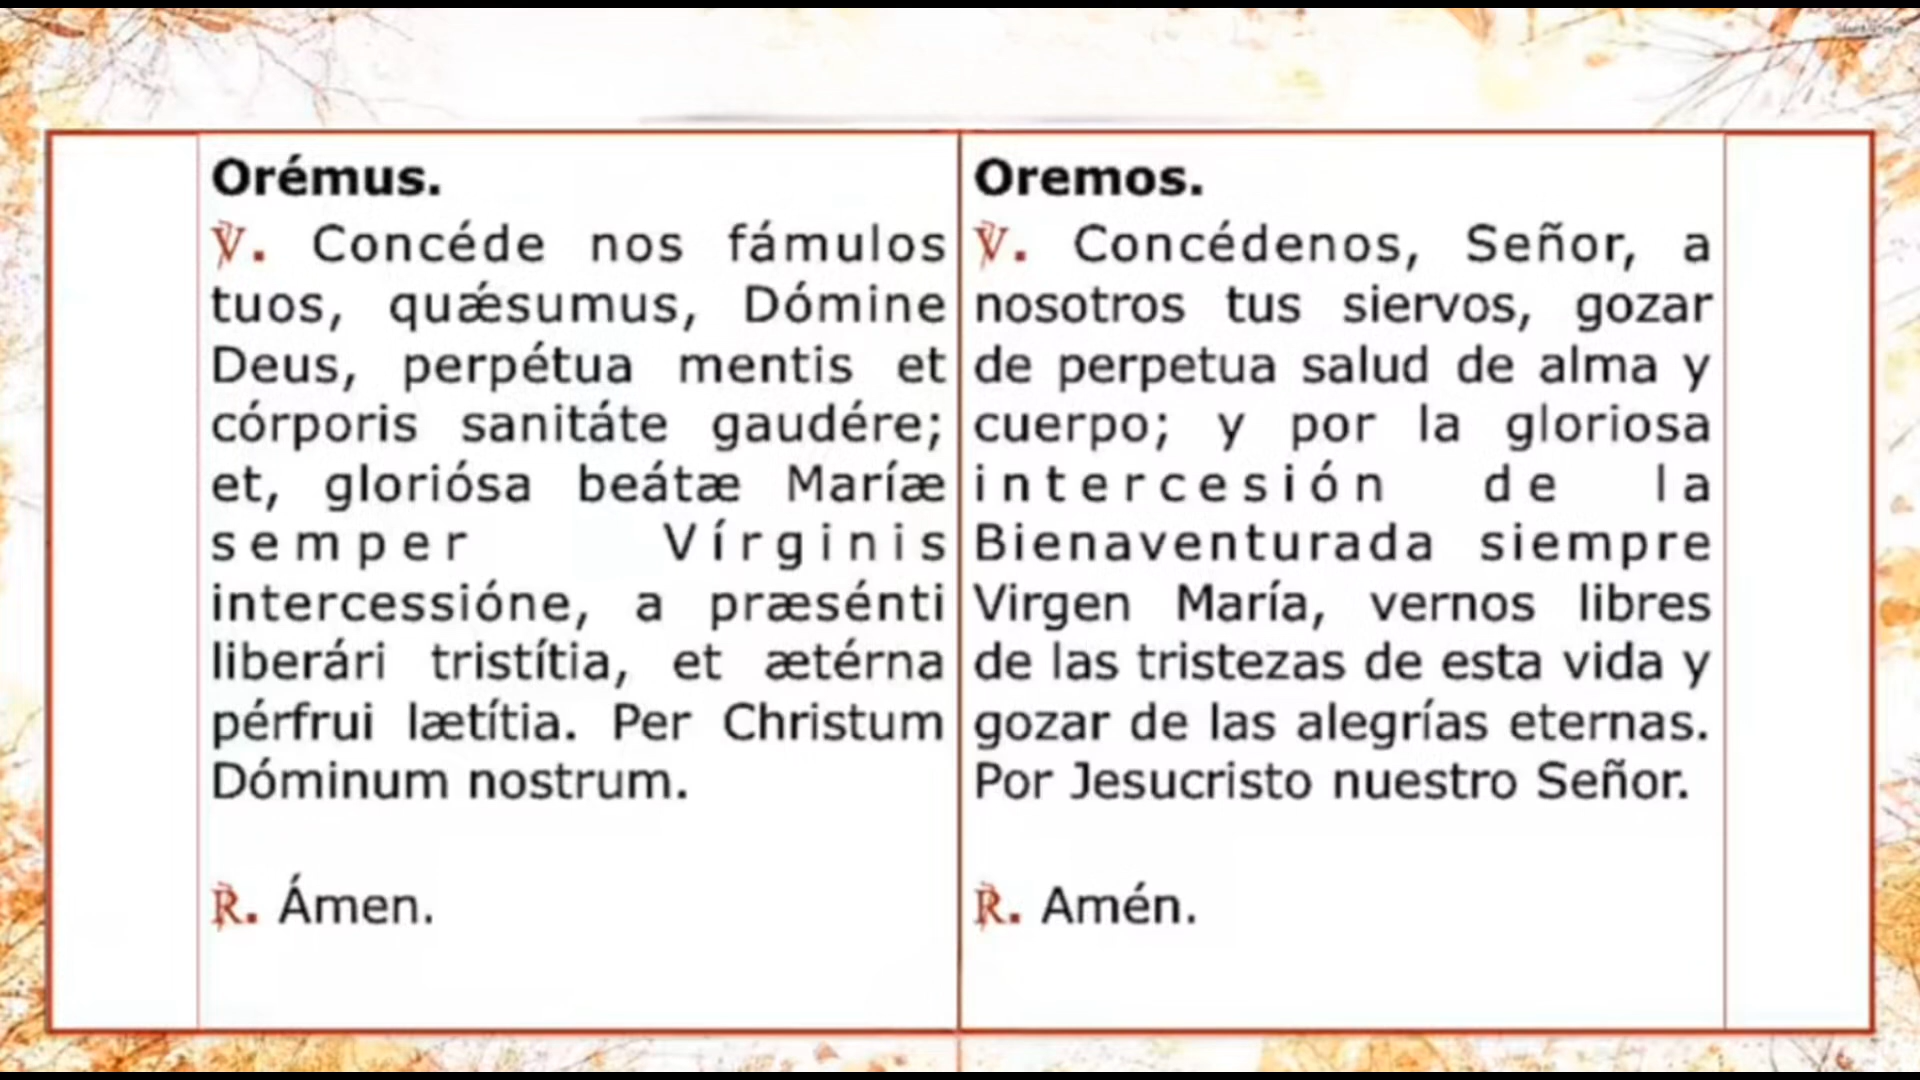 Orémus.
℣. Concéde nos fámulos
tuos, quǽsumus, Dómine
Deus, perpétua mentis et
córporis sanitáte gaudére;
et, gloriósa beátæ Maríæ
semper Vírginis
intercessióne, a præsénti
liberári tristítia, et ætérna
pérfrui lætítia. Per Christum
Dóminum nostrum.
℟. Ámen.
Oremos.
℣. Concédenos, Señor, a
nosotros tus siervos, gozar
de perpetua salud de alma y
cuerpo; y por la gloriosa
intercesión de la
Bienaventurada siempre
Virgen María, vernos libres
de las tristezas de esta vida y
gozar de las alegrías eternas.
Por Jesucristo nuestro Señor.
℟. Amén.